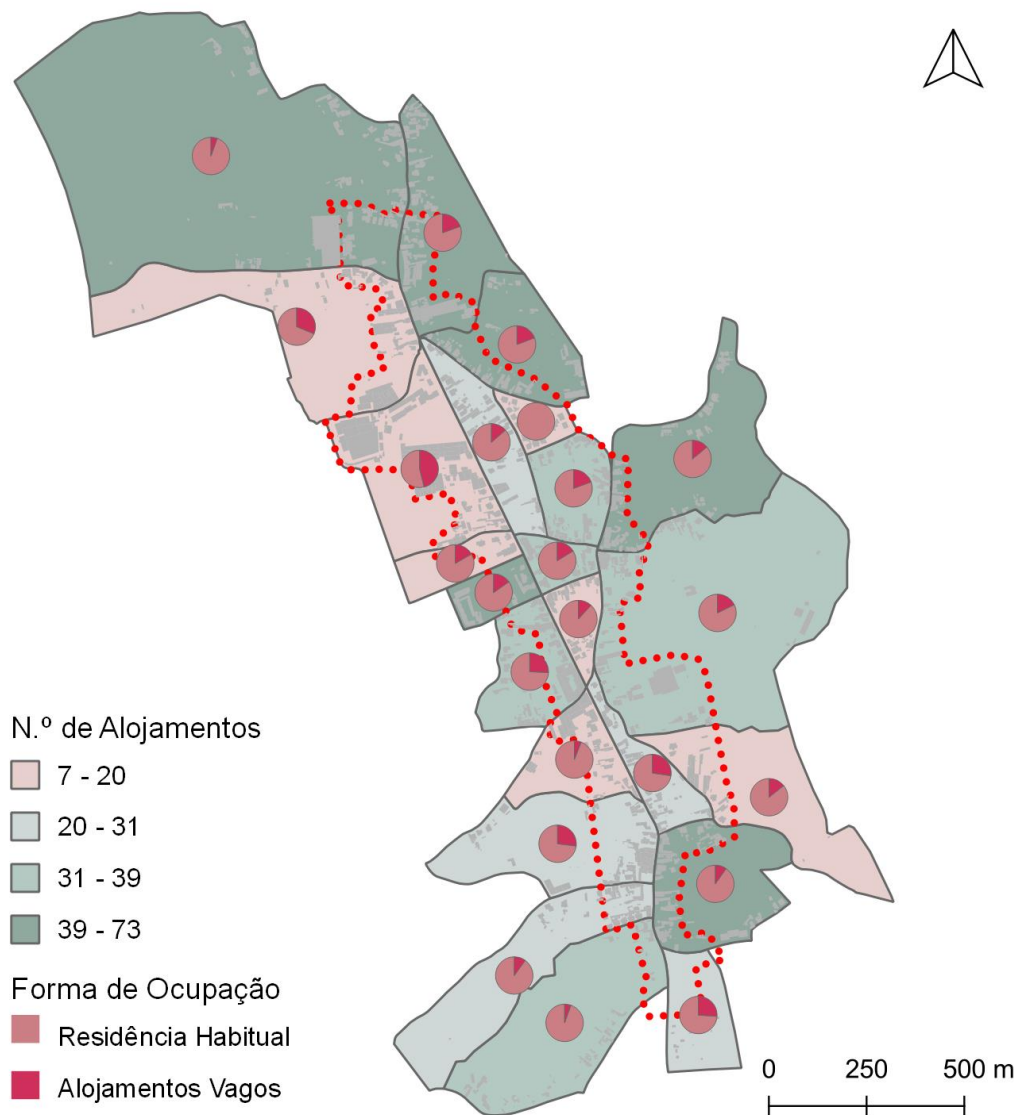 N.º de Alojamentos
7 - 20
20 - 31
31 - 39
39 - 73
Forma de Ocupação
Residência Habitual
Alojamentos Vagos
0 250 500 m